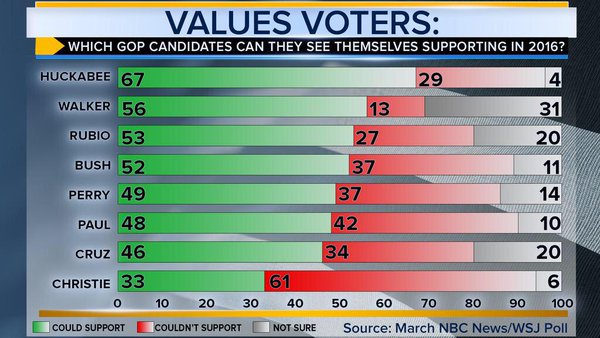 VALUES VOTERS:
WHICH GOP CANDIDATES CAN THEY SEE THEMSELVES SUPPORTING IN 2016?
HUCKABEE 67 29 4
WALKER 56 13 31
RUBIO 53 27 20
BUSH 52 37 11
PERRY 49 37 14
PAUL 48 42 10
CRUZ 46 34 20
CHRISTIE 33 61 6
0 10 20 30 40 50 60 70 80 90 100
COULD SUPPORT COULDN'T SUPPORT NOT SURE Source: March NBC News/WSJ Poll